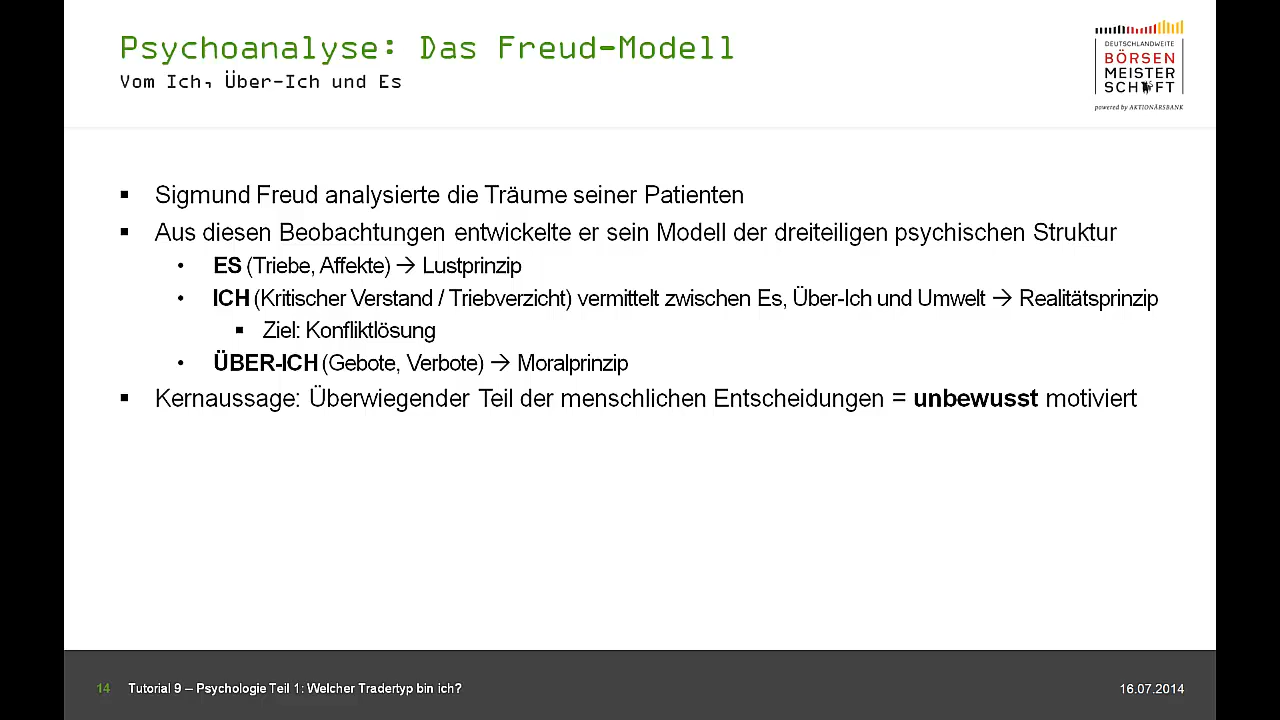 Psychoanalyse: Das Freud-Modell
Vom Ich, Über-Ich und Es
DEUTSCHLANDWEITE
BÖRSEN
MEISTER
SCHAFT
powered by AKTIONÄRSBANK
▪ Sigmund Freud analysierte die Träume seiner Patienten
▪ Aus diesen Beobachtungen entwickelte er sein Modell der dreiteiligen psychischen Struktur
• ES (Triebe, Affekte) → Lustprinzip
• ICH (Kritischer Verstand / Triebverzicht) vermittelt zwischen Es, Über-Ich und Umwelt → Realitätsprinzip
▪ Ziel: Konfliktlösung
• ÜBER-ICH (Gebote, Verbote) → Moralprinzip
▪ Kernaussage: Überwiegender Teil der menschlichen Entscheidungen = unbewusst motiviert
14 Tutorial 9 – Psychologie Teil 1: Welcher Tradertyp bin ich? 16.07.2014